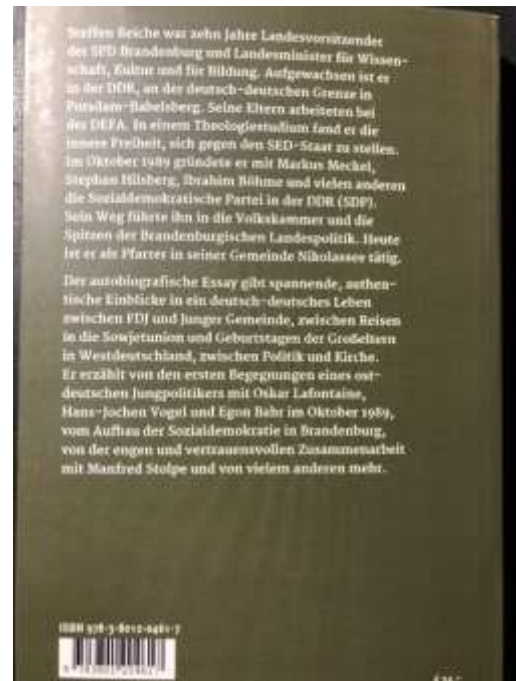 Steffen Reiche war zehn Jahre Landesvorsitzender
der SPD Brandenburg und Landesminister für Wissen-
schaft, Kultur und für Bildung. Aufgewachsen ist er
in der DDR, an der deutsch-deutschen Grenze in
Potsdam-Babelsberg. Seine Eltern arbeiteten bei
der DEFA. In einem Theologiestudium fand er die
innere Freiheit, sich gegen den SED-Staat zu stellen.
Im Oktober 1989 gründete er mit Markus Meckel,
Stephan Hilsberg, Ibrahim Böhme und vielen anderen
die Sozialdemokratische Partei in der DDR (SDP).
Sein Weg führte ihn in die Volkskammer und die
Spitzen der Brandenburgischen Landespolitik. Heute
ist er als Pfarrer in seiner Gemeinde Nikolassee tätig.
Der autobiografische Essay gibt spannende, authen-
tische Einblicke in ein deutsch-deutsches Leben
zwischen FDJ und Junger Gemeinde, zwischen Reisen
in die Sowjetunion und Geburtstagen der Großeltern
in Westdeutschland, zwischen Politik und Kirche.
Er erzählt von den ersten Begegnungen eines ost-
deutschen Jungpolitikers mit Oskar Lafontaine,
Hans-Jochen Vogel und Egon Bahr im Oktober 1989,
vom Aufbau der Sozialdemokratie in Brandenburg,
von der engen und vertrauensvollen Zusammenarbeit
mit Manfred Stolpe und von vielem anderen mehr.
ISBN 978-3-8012-0461-7